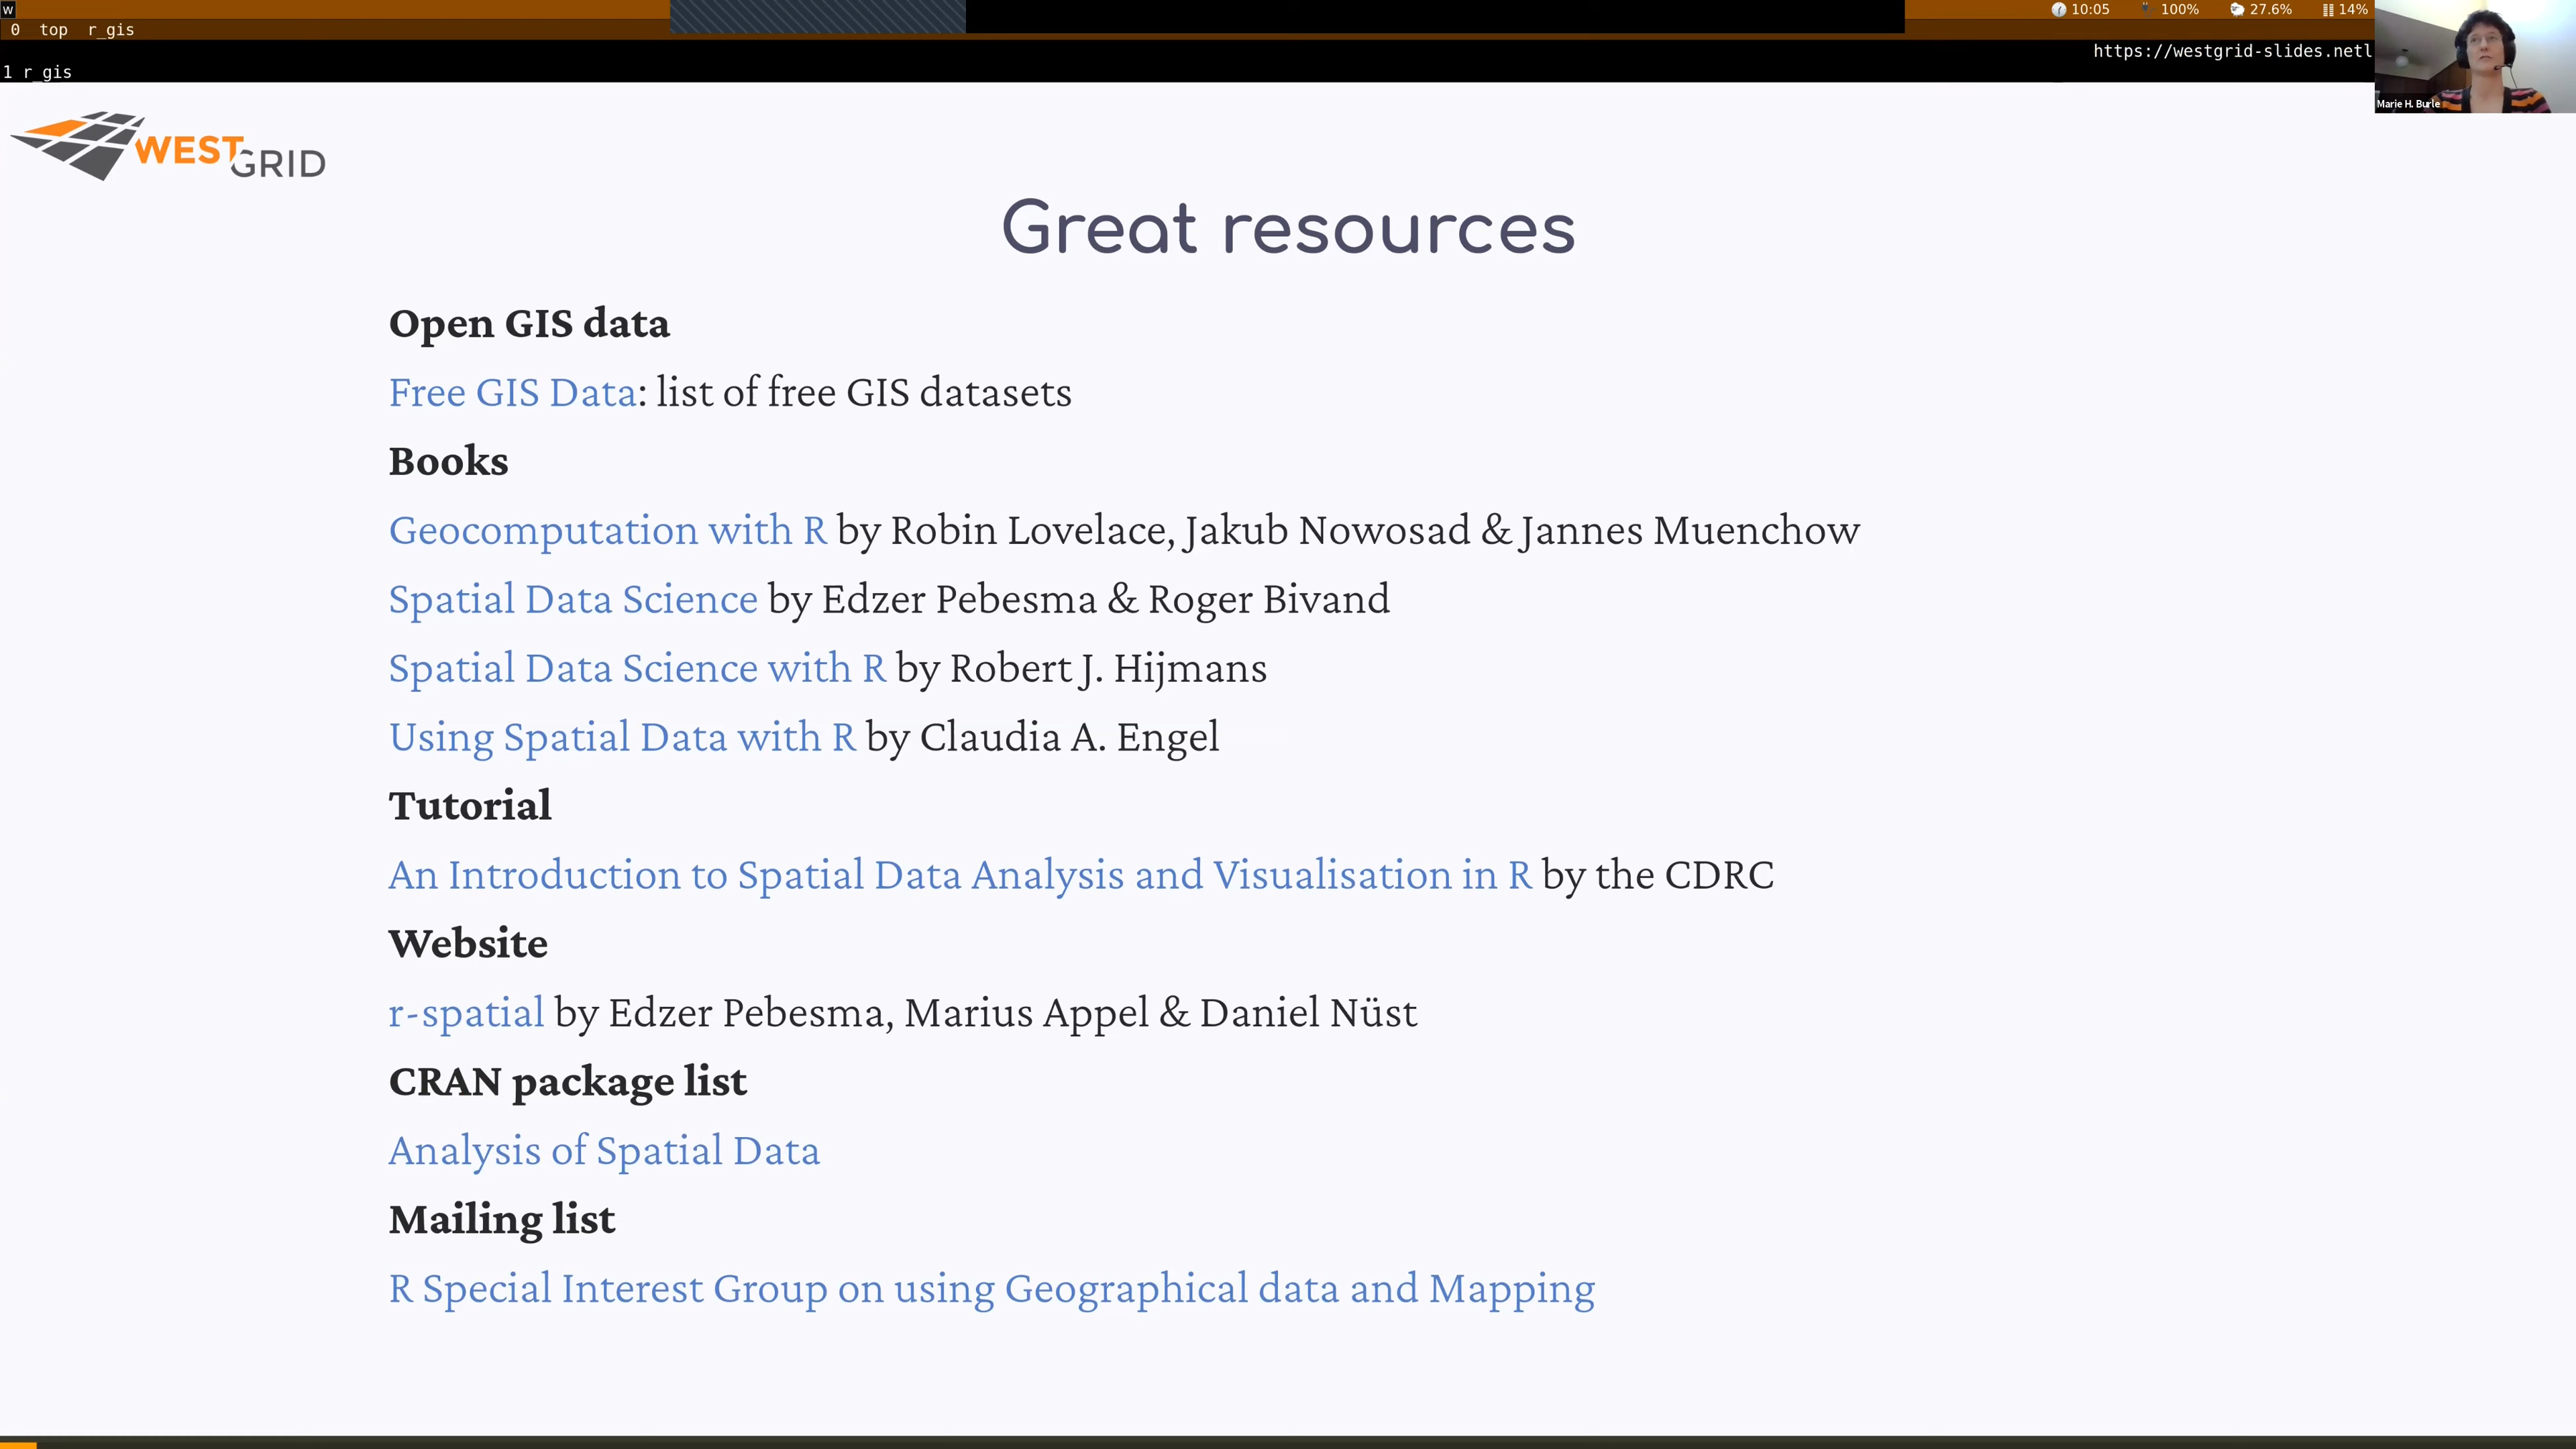 W
10:05 100% 27.6% 14%
0 top r_gis
https://westgrid-slides.netl
1 r_gis
Marie H. Burle
WESTGRID
Great resources
Open GIS data
Free GIS Data: list of free GIS datasets
Books
Geocomputation with R by Robin Lovelace, Jakub Nowosad & Jannes Muenchow
Spatial Data Science by Edzer Pebesma & Roger Bivand
Spatial Data Science with R by Robert J. Hijmans
Using Spatial Data with R by Claudia A. Engel
Tutorial
An Introduction to Spatial Data Analysis and Visualisation in R by the CDRC
Website
r-spatial by Edzer Pebesma, Marius Appel & Daniel Nüst
CRAN package list
Analysis of Spatial Data
Mailing list
R Special Interest Group on using Geographical data and Mapping